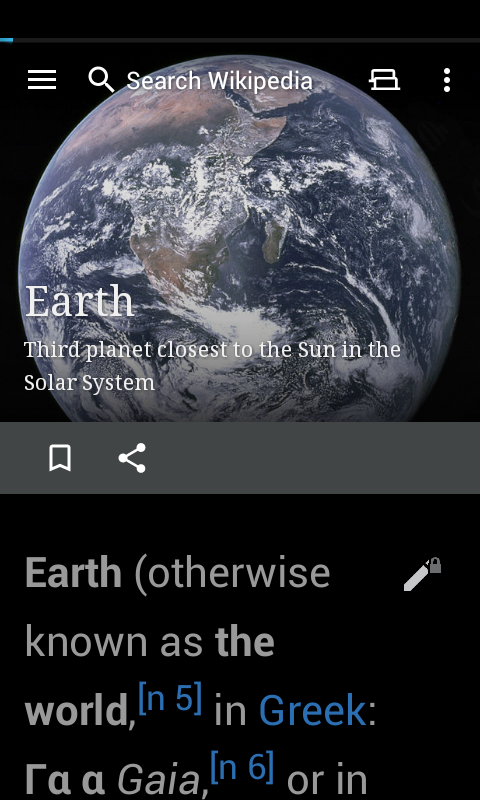 Search Wikipedia
Earth
Third planet closest to the Sun in the
Solar System
Earth (otherwise
known as the
world,[n 5] in Greek:
Γα α Gaia,[n 6] or in